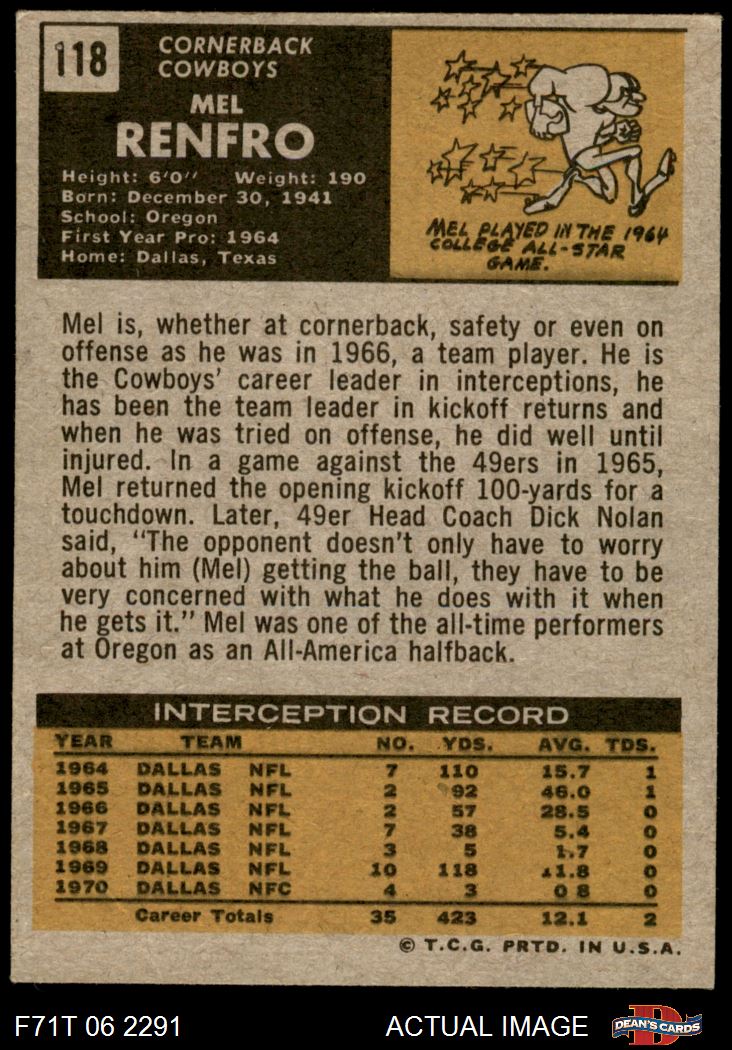 118
CORNERBACK
COWBOYS
MEL
RENFRO
Height: 6'0" Weight: 190
Born: December 30, 1941
School: Oregon
First Year Pro: 1964
Home: Dallas, Texas
MEL PLAYED IN THE 1964
COLLEGE ALL-STAR
GAME.
Mel is, whether at cornerback, safety or even on
offense as he was in 1966, a team player. He is
the Cowboys' career leader in interceptions, he
has been the team leader in kickoff returns and
when he was tried on offense, he did well until
injured. In a game against the 49ers in 1965,
Mel returned the opening kickoff 100-yards for a
touchdown. Later, 49er Head Coach Dick Nolan
said, "The opponent doesn't only have to worry
about him (Mel) getting the ball, they have to be
very concerned with what he does with it when
he gets it." Mel was one of the all-time performers
at Oregon as an All-America halfback.
INTERCEPTION RECORD
YEAR TEAM NO. YDS. AVG. TDS.
1964 DALLAS NFL 7 110 15.7 1
1965 DALLAS NFL 2 92 46.0 1
1966 DALLAS NFL 2 57 28.5 0
1967 DALLAS NFL 7 38 5.4 0
1968 DALLAS NFL 3 5 1.7 0
1969 DALLAS NFL 10 118 11.8 0
1970 DALLAS NFC 4 3 0 8 0
Career Totals 35 423 12.1 2
© T.C.G. PRTD. IN U.S.A.
F71T 06 2291 ACTUAL IMAGE DEAN'S CARDS